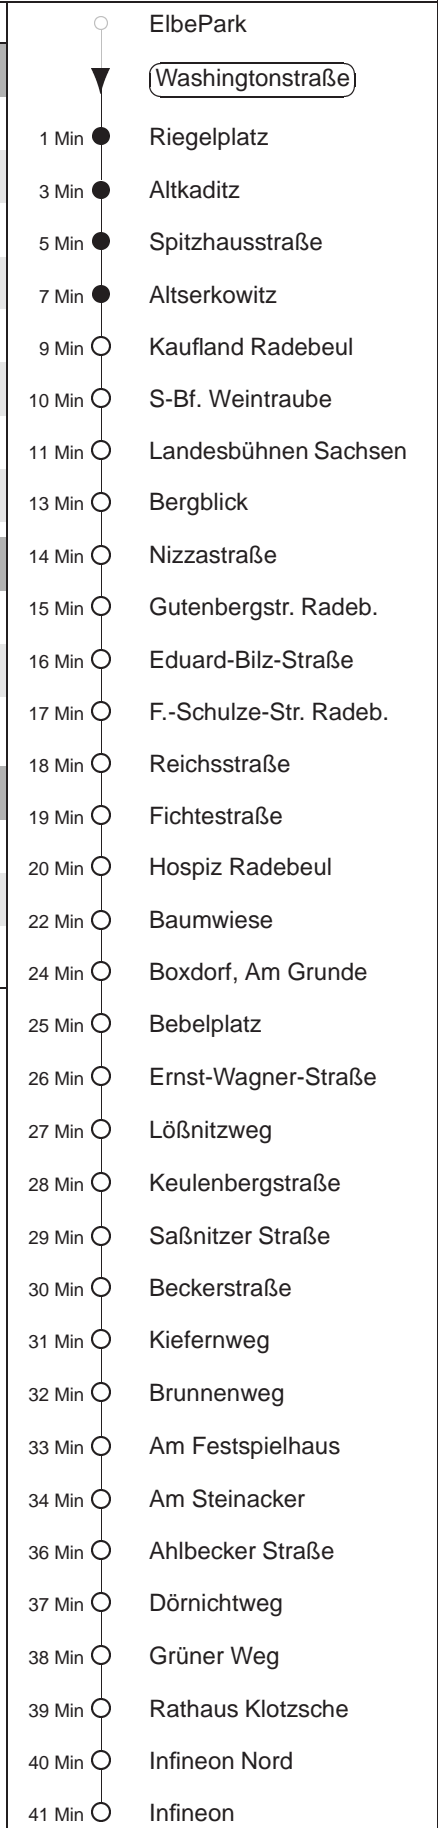 ElbePark
Washingtonstraße
1 Min Riegelplatz
3 Min Altkaditz
5 Min Spitzhausstraße
7 Min Altserkowitz
9 Min Kaufland Radebeul
10 Min S-Bf. Weintraube
11 Min Landesbühnen Sachsen
13 Min Bergblick
14 Min Nizzastraße
15 Min Gutenbergstr. Radeb.
16 Min Eduard-Bilz-Straße
17 Min F.-Schulze-Str. Radeb.
18 Min Reichsstraße
19 Min Fichtestraße
20 Min Hospiz Radebeul
22 Min Baumwiese
24 Min Boxdorf, Am Grunde
25 Min Bebelplatz
26 Min Ernst-Wagner-Straße
27 Min Lößnitzweg
28 Min Keulenbergstraße
29 Min Saßnitzer Straße
30 Min Beckerstraße
31 Min Kiefernweg
32 Min Brunnenweg
33 Min Am Festspielhaus
34 Min Am Steinacker
36 Min Ahlbecker Straße
37 Min Dörnichtweg
38 Min Grüner Weg
39 Min Rathaus Klotzsche
40 Min Infineon Nord
41 Min Infineon